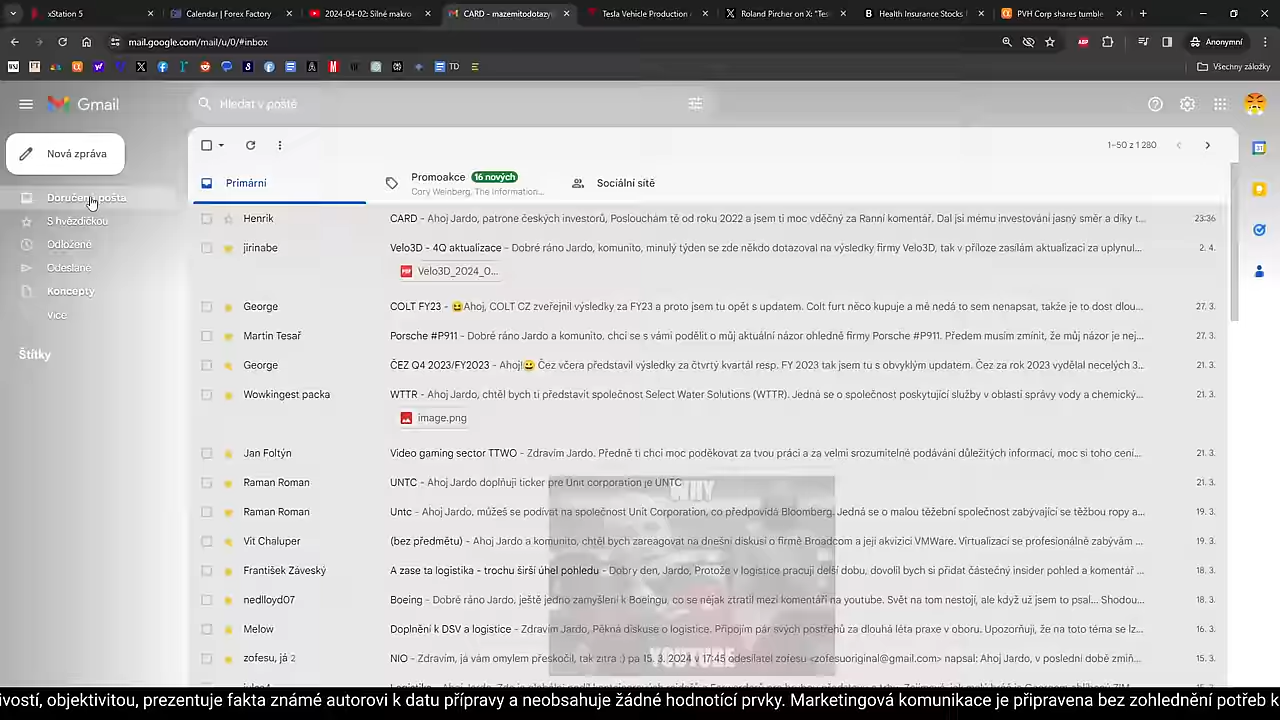 xStation 5
Calendar | Forex Factory
2024-04-02: Silné makro
CARD - mazemitodotazy
Tesla Vehicle Production
Roland Pircher on X: "Tes
Health Insurance Stocks
PVH Corp shares tumble
mail.google.com/mail/u/0/#inbox
Anonymní
TD
Všechny záložky
Gmail
Hledat v poště
Nová zpráva
1–50 z 1 280
Primární
Promoakce
16 nových
Cory Weinberg, The Information...
Sociální sítě
Doručená pošta
S hvězdičkou
Odložené
Odeslané
Koncepty
Více
Štítky
Henrik
CARD - Ahoj Jardo, patrone českých investorů, Poslouchám tě od roku 2022 a jsem ti moc vděčný za Ranní komentář. Dal jsi mému investování jasný směr a díky t...
23:36
jirinabe
Velo3D - 4Q aktualizace - Dobré ráno Jardo, komunito, minulý týden se zde někdo dotazoval na výsledky firmy Velo3D, tak v příloze zasílám aktualizaci za uplynul...
2. 4.
Velo3D_2024_0...
George
COLT FY23 - 😆Ahoj, COLT CZ zveřejnil výsledky za FY23 a proto jsem tu opět s updatem. Colt furt něco kupuje a mě nedá to sem nenapsat, takže je to dost dlou...
27. 3.
Martin Tesař
Porsche #P911 - Dobré ráno Jardo a komunito, chci se s vámi podělit o můj aktuální názor ohledně firmy Porsche #P911. Předem musím zmínit, že můj názor je nej...
27. 3.
George
ČEZ Q4 2023/FY2023 - Ahoj!😀 Čez včera představil výsledky za čtvrtý kvartál resp. FY 2023 tak jsem tu s obvyklým updatem. Čez za rok 2023 vydělal necelých 3...
21. 3.
Wowkingest packa
WTTR - Ahoj Jardo, chtěl bych ti představit společnost Select Water Solutions (WTTR). Jedná se o společnost poskytující služby v oblasti správy vody a chemický...
21. 3.
image.png
Jan Foltýn
Video gaming sector TTWO - Zdravím Jardo. Předně ti chci moc poděkovat za tvou práci a za velmi srozumitelné podávání důležitých informací, moc si toho cení...
21. 3.
Raman Roman
UNTC - Ahoj Jardo doplňuji ticker pre Unit corporation je UNTC
21. 3.
Raman Roman
Untc - Ahoj Jardo, můžeš se podívat na společnost Unit Corporation, co předpovídá Bloomberg. Jedná se o malou těžební společnost zabývající se těžbou ropy a...
19. 3.
Vít Chaluper
(bez předmětu) - Ahoj Jardo a komunito, chtěl bych zareagovat na dnešní diskusi o firmě Broadcom a její akvizici VMWare. Virtualizací se profesionálně zabývám ...
19. 3.
František Záveský
A zase ta logistika - trochu širší úhel pohledu - Dobry den, Jardo, Protože v logistice pracuji delší dobu, dovolil bych si přidat částečný insider pohled a komentář ...
18. 3.
nedlloyd07
Boeing - Dobré ráno Jardo, ještě jedno zamyšlení k Boeingu, co se nějak ztratil mezi komentáři na youtube. Svět na tom nestojí, ale když už jsem to psal... Shodou...
18. 3.
Melow
Doplnění k DSV a logistice - Zdravím Jardo, Pěkná diskuse o logistice. Připojím pár svých postřehů za dlouhá léta praxe v oboru. Upozorňuji, že na toto téma se lz...
16. 3.
zofesu, já 2
NIO - Zdravím, já vám omylem přeskočil, tak zítra :) pá 15. 3. 2024 v 17:45 odesílatel zofesu <zofesuoriginal@gmail.com> napsal: Ahoj Jardo, v poslední době zmiň...
15. 3.
WHY
YOUTUBE
ivostí, objektivitou, prezentuje fakta známé autorovi k datu přípravy a neobsahuje žádné hodnotící prvky. Marketingová komunikace je připravena bez zohlednění potřeb k